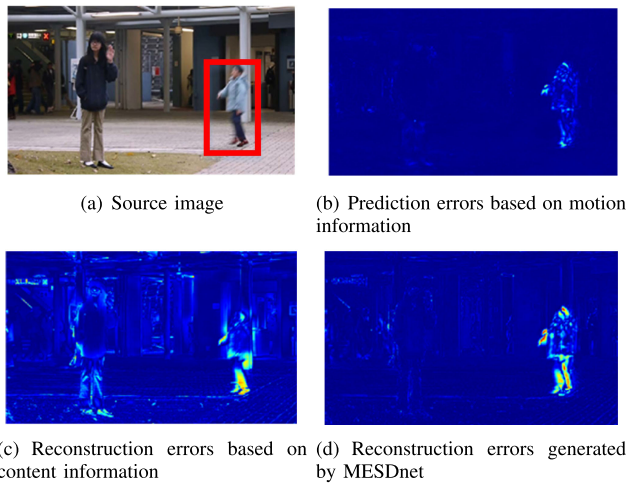 (a) Source image
(b) Prediction errors based on motion
information
(c) Reconstruction errors based on
content information
(d) Reconstruction errors generated
by MESDnet